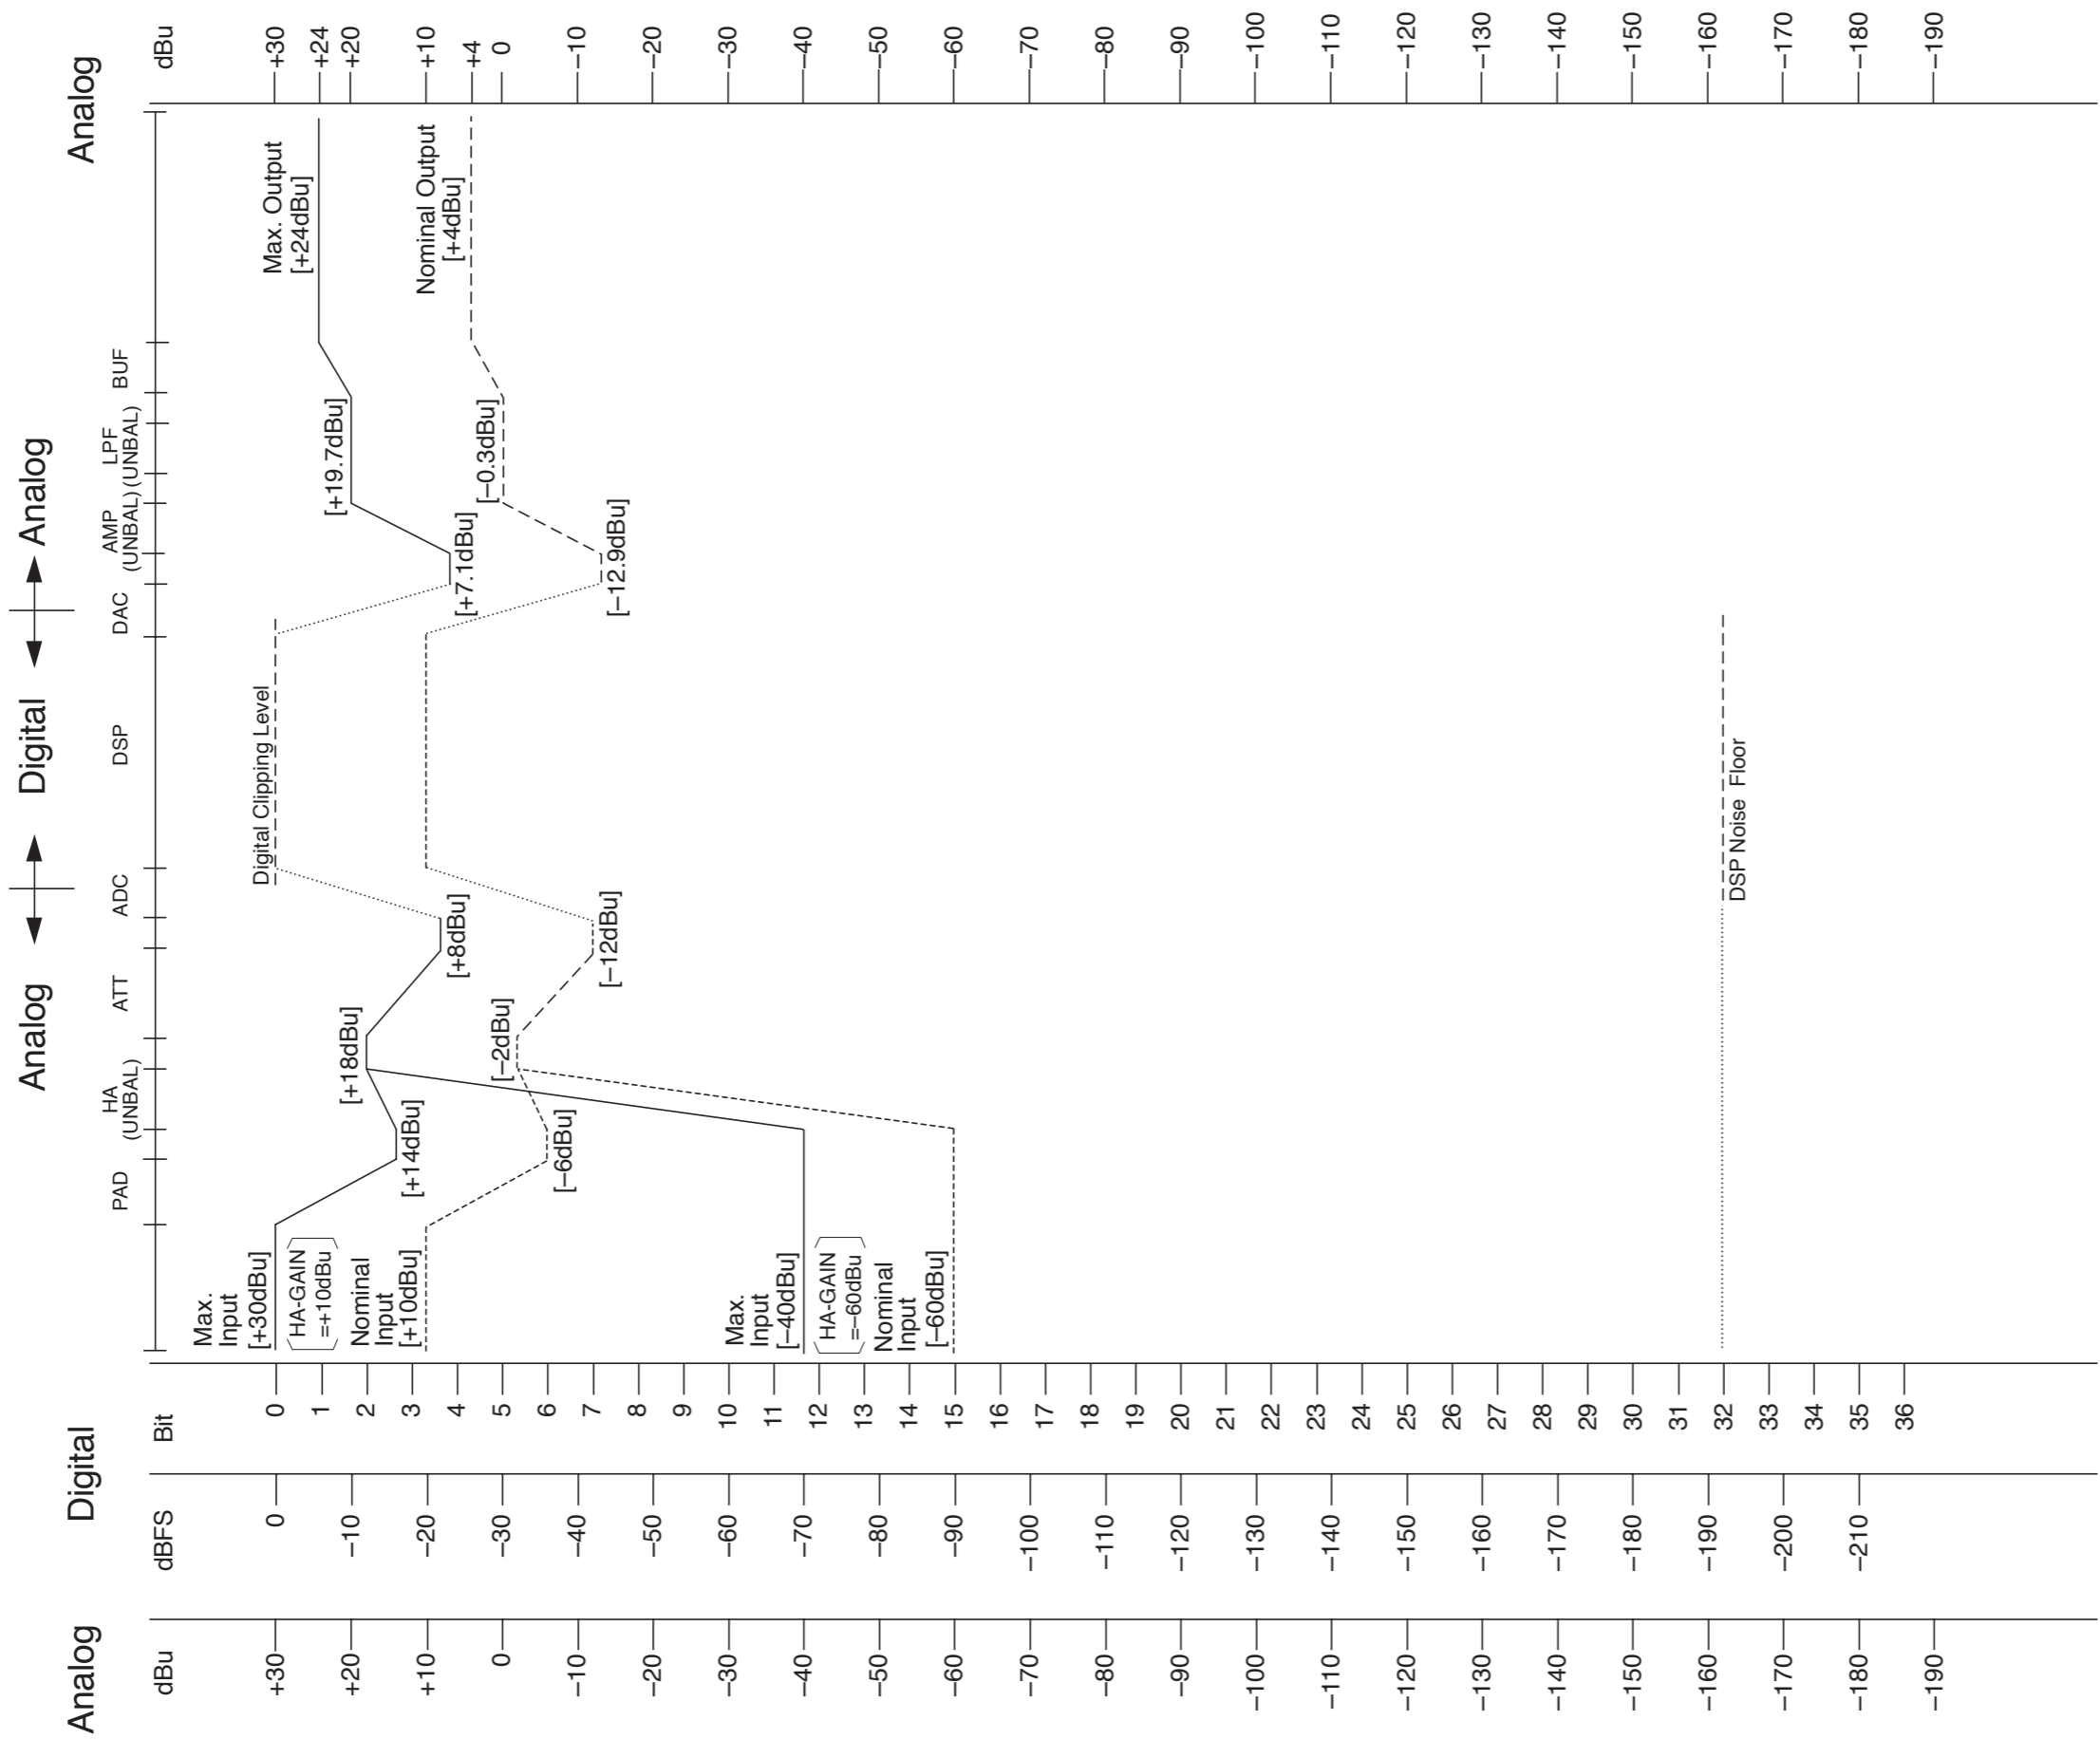 Analog
Digital
Analog
Analog
Digital
Analog
dBu
dBFS
Bit
PAD
HA
(UNBAL)
ATT
ADC
DSP
DAC
AMP
(UNBAL)
LPF
(UNBAL)
BUF
dBu
+30
+20
+10
0
–10
–20
–30
–40
–50
–60
–70
–80
–90
–100
–110
–120
–130
–140
–150
–160
–170
–180
–190
0
–10
–20
–30
–40
–50
–60
–70
–80
–90
–100
–110
–120
–130
–140
–150
–160
–170
–180
–190
–200
–210
0
1
2
3
4
5
6
7
8
9
10
11
12
13
14
15
16
17
18
19
20
21
22
23
24
25
26
27
28
29
30
31
32
33
34
35
36
Max.
Input
[+30dBu]
HA-GAIN
=+10dBu
Nominal
Input
[+10dBu]
Max.
Input
[–40dBu]
HA-GAIN
=–60dBu
Nominal
Input
[–60dBu]
[+14dBu]
[–6dBu]
[+18dBu]
[–2dBu]
[+8dBu]
[–12dBu]
Digital Clipping Level
DSP Noise Floor
[+7.1dBu]
[–12.9dBu]
[+19.7dBu]
[–0.3dBu]
Max. Output
[+24dBu]
Nominal Output
[+4dBu]
+30
+24
+20
+10
+4
0
–10
–20
–30
–40
–50
–60
–70
–80
–90
–100
–110
–120
–130
–140
–150
–160
–170
–180
–190